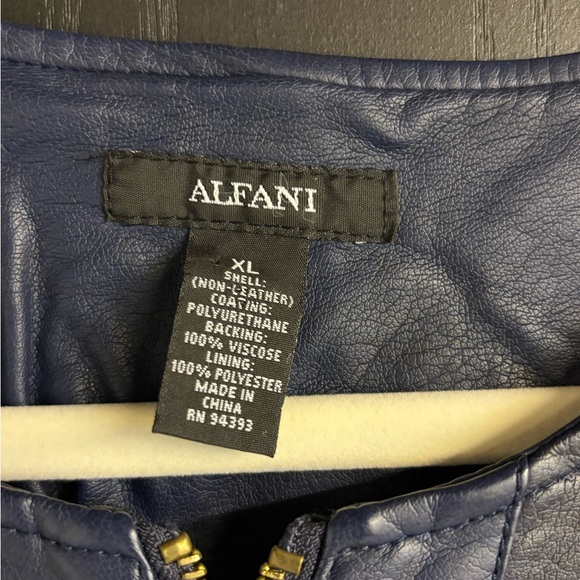 ALFANI
XL
SHELL:
(NON-LEATHER)
COATING:
POLYURETHANE
BACKING:
100% VISCOSE
LINING:
100% POLYESTER
MADE IN
CHINA
RN 94393